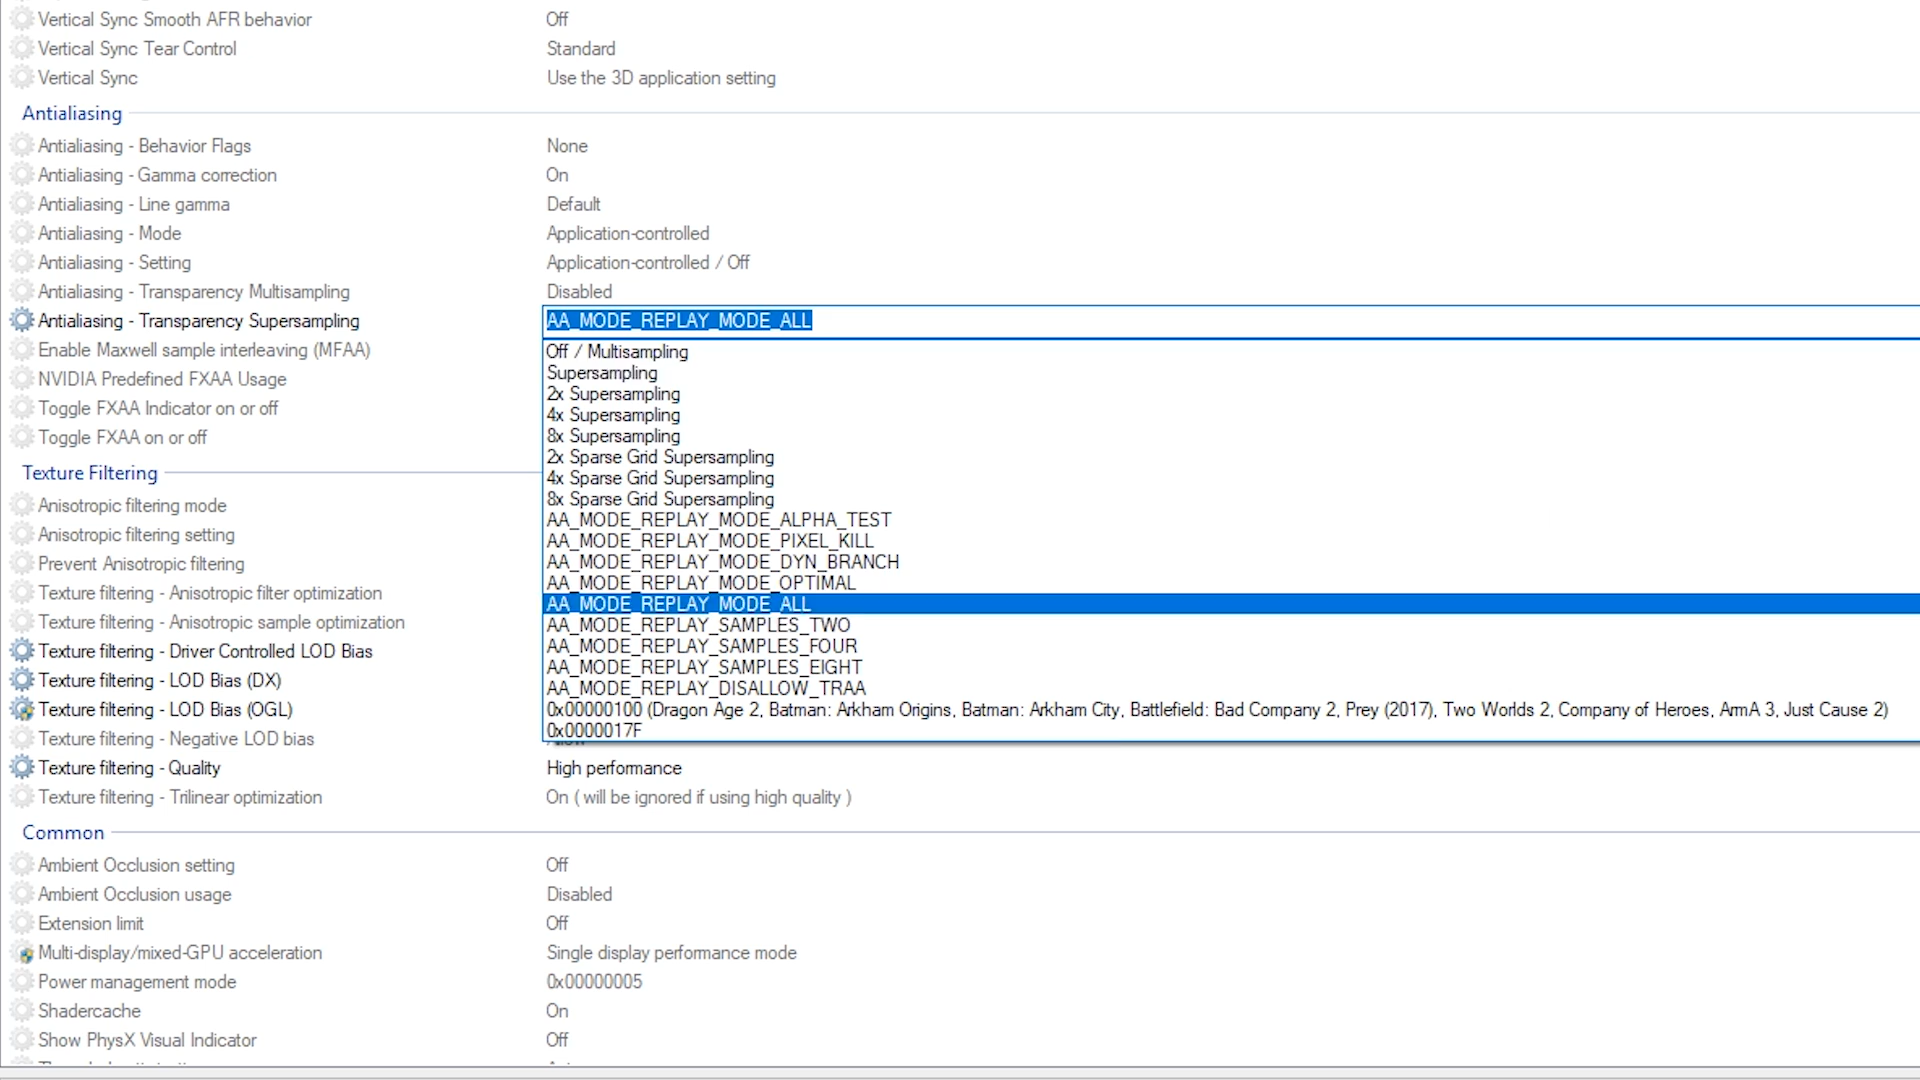 Vertical Sync Smooth AFR behavior Off
Vertical Sync Tear Control Standard
Vertical Sync Use the 3D application setting
Antialiasing
Antialiasing - Behavior Flags None
Antialiasing - Gamma correction On
Antialiasing - Line gamma Default
Antialiasing - Mode Application-controlled
Antialiasing - Setting Application-controlled / Off
Antialiasing - Transparency Multisampling Disabled
Antialiasing - Transparency Supersampling AA_MODE_REPLAY_MODE_ALL
Enable Maxwell sample interleaving (MFAA)
NVIDIA Predefined FXAA Usage
Toggle FXAA Indicator on or off
Toggle FXAA on or off
Off / Multisampling
Supersampling
2x Supersampling
4x Supersampling
8x Supersampling
2x Sparse Grid Supersampling
4x Sparse Grid Supersampling
8x Sparse Grid Supersampling
AA_MODE_REPLAY_MODE_ALPHA_TEST
AA_MODE_REPLAY_MODE_PIXEL_KILL
AA_MODE_REPLAY_MODE_DYN_BRANCH
AA_MODE_REPLAY_MODE_OPTIMAL
AA_MODE_REPLAY_MODE_ALL
AA_MODE_REPLAY_SAMPLES_TWO
AA_MODE_REPLAY_SAMPLES_FOUR
AA_MODE_REPLAY_SAMPLES_EIGHT
AA_MODE_REPLAY_DISALLOW_TRAA
0x00000100 (Dragon Age 2, Batman: Arkham Origins, Batman: Arkham City, Battlefield: Bad Company 2, Prey (2017), Two Worlds 2, Company of Heroes, ArmA 3, Just Cause 2)
0x0000017F
Texture Filtering
Anisotropic filtering mode
Anisotropic filtering setting
Prevent Anisotropic filtering
Texture filtering - Anisotropic filter optimization
Texture filtering - Anisotropic sample optimization
Texture filtering - Driver Controlled LOD Bias
Texture filtering - LOD Bias (DX)
Texture filtering - LOD Bias (OGL)
Texture filtering - Negative LOD bias
Texture filtering - Quality High performance
Texture filtering - Trilinear optimization On ( will be ignored if using high quality )
Common
Ambient Occlusion setting Off
Ambient Occlusion usage Disabled
Extension limit Off
Multi-display/mixed-GPU acceleration Single display performance mode
Power management mode 0x00000005
Shadercache On
Show PhysX Visual Indicator Off